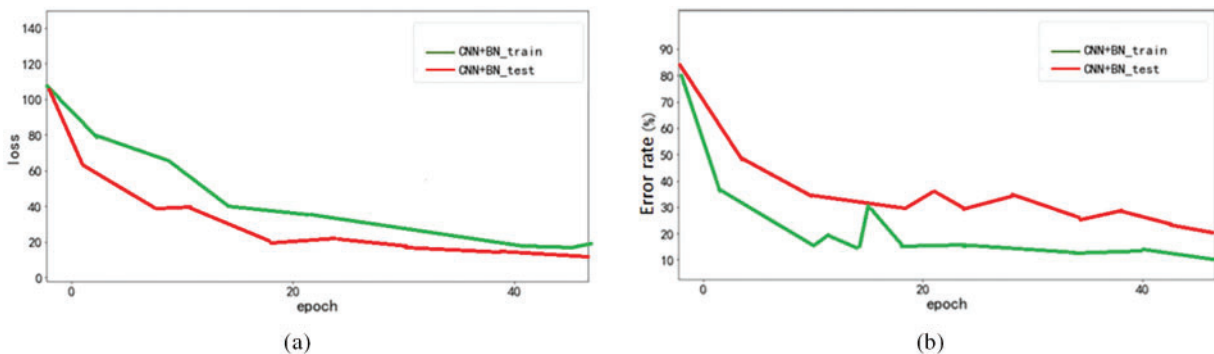 140
120
100
80
60
40
20
0
loss
0 20 40
epoch
CNN+BN_train
CNN+BN_test
(a)
90
80
70
60
50
40
30
20
10
Error rate (%)
0 20 40
epoch
CNN+BN_train
CNN+BN_test
(b)